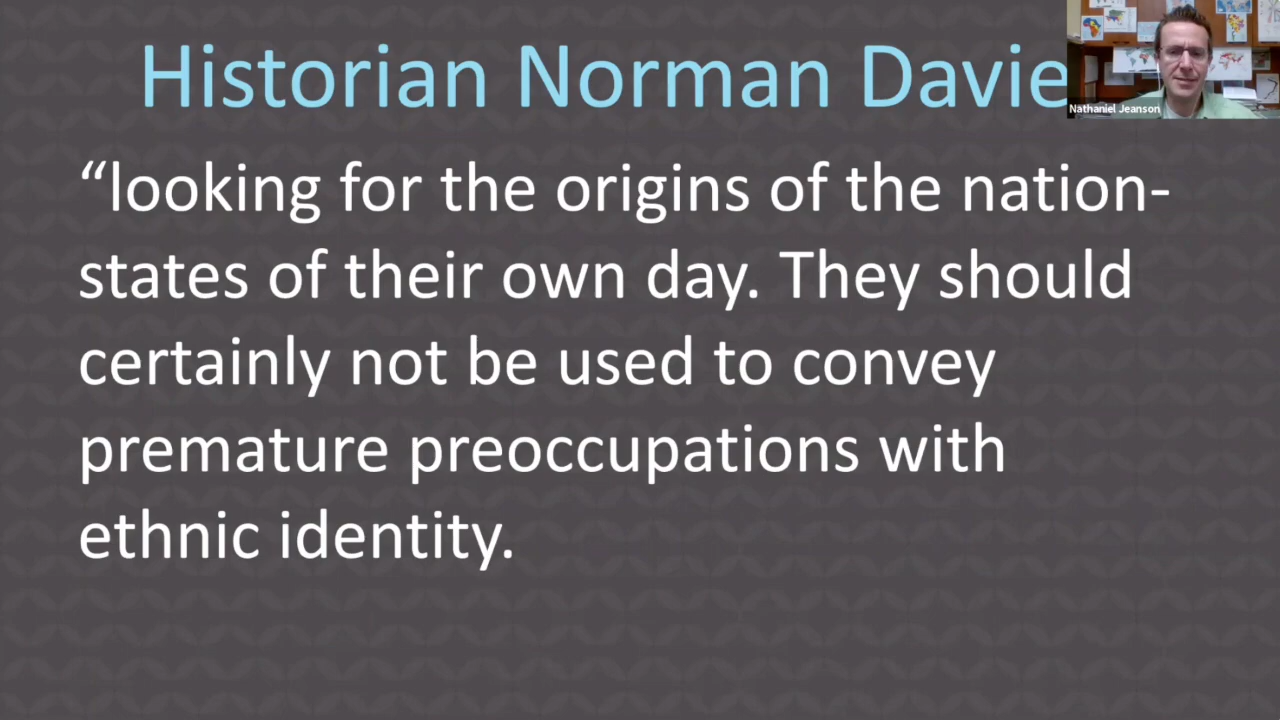 Historian Norman Davie
Nathaniel Jeanson
“looking for the origins of the nation-
states of their own day. They should
certainly not be used to convey
premature preoccupations with
ethnic identity.